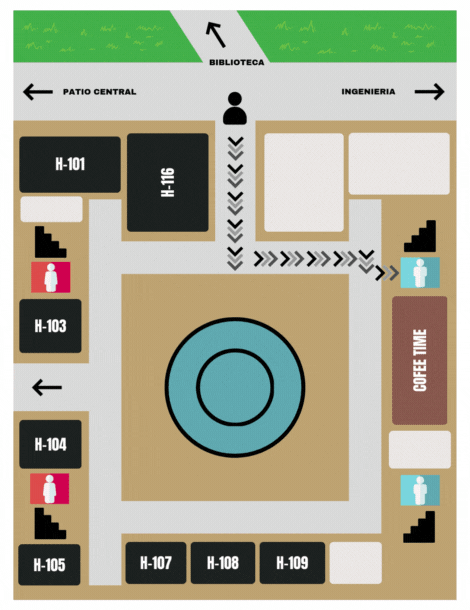 BIBLIOTECA
PATIO CENTRAL
INGENIERIA
H-101
H-116
H-103
COFEE TIME
H-104
H-105
H-107
H-108
H-109